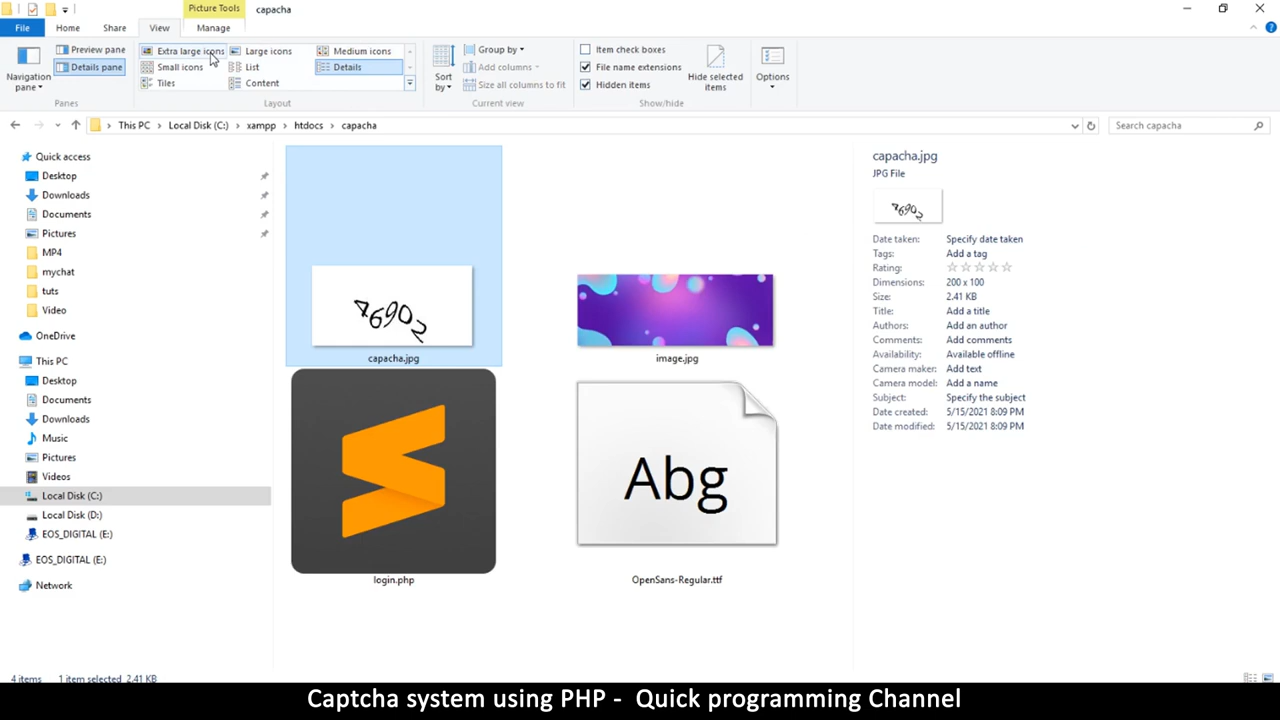 Picture Tools
capacha
File
Home
Share
View
Manage
Navigation
pane
Preview pane
Details pane
Panes
Extra large icons
Large icons
Medium icons
Small icons
List
Details
Tiles
Content
Layout
Sort
by
Group by
Add columns
Size all columns to fit
Current view
Item check boxes
File name extensions
Hidden items
Hide selected
items
Show/hide
Options
This PC
Local Disk (C:)
xampp
htdocs
capacha
Search capacha
Quick access
Desktop
Downloads
Documents
Pictures
MP4
mychat
tuts
Video
OneDrive
This PC
Desktop
Documents
Downloads
Music
Pictures
Videos
Local Disk (C:)
Local Disk (D:)
EOS_DIGITAL (E:)
EOS_DIGITAL (E:)
Network
46902
capacha.jpg
image.jpg
login.php
Abg
OpenSans-Regular.ttf
capacha.jpg
JPG File
46902
Date taken: Specify date taken
Tags: Add a tag
Rating:
Dimensions: 200 x 100
Size: 2.41 KB
Title: Add a title
Authors: Add an author
Comments: Add comments
Availability: Available offline
Camera maker: Add text
Camera model: Add a name
Subject: Specify the subject
Date created: 5/15/2021 8:09 PM
Date modified: 5/15/2021 8:09 PM
4 items
1 item selected 2.41 KB
Captcha system using PHP - Quick programming Channel